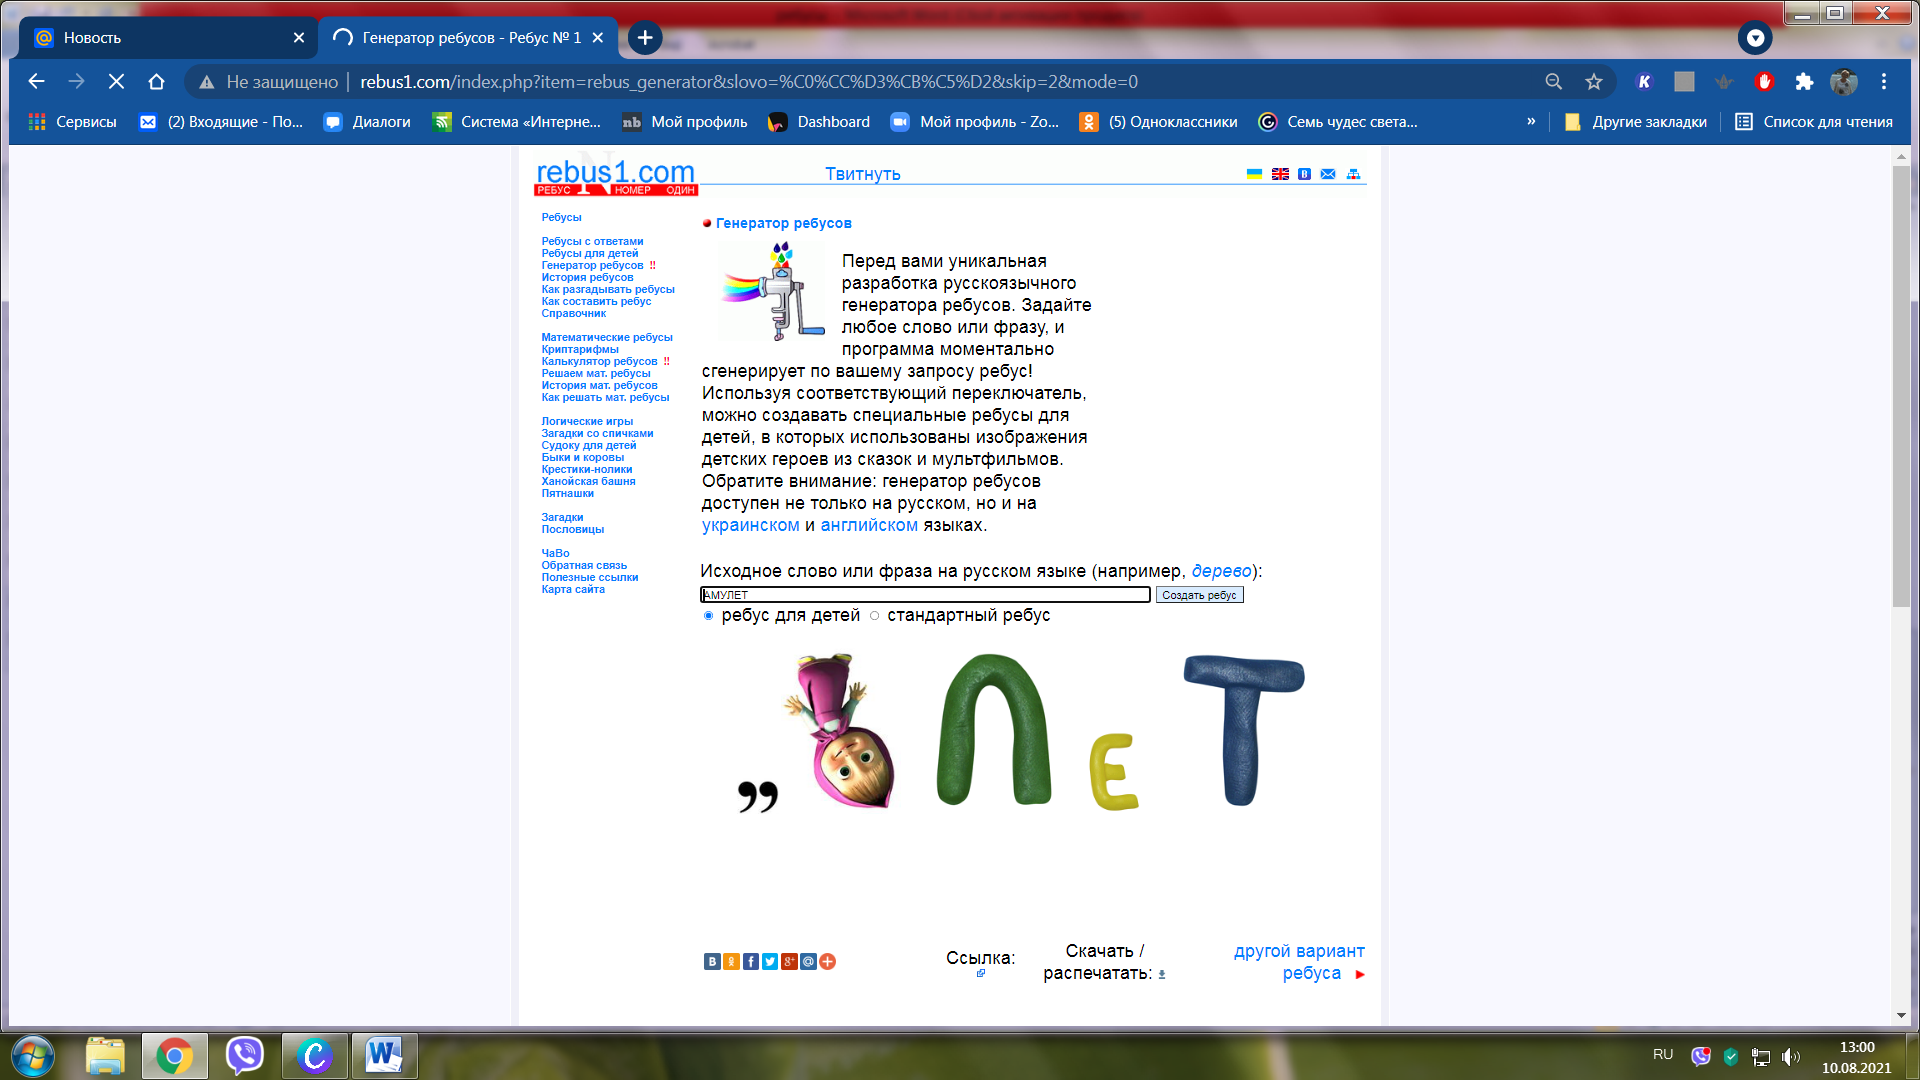 Новость
Генератор ребусов - Ребус № 1
Не защищено
rebus1.com/index.php?item=rebus_generator&slovo=%C0%CC%D3%CB%C5%D2&skip=2&mode=0
Сервисы
(2) Входящие - По...
Диалоги
Система «Интерне...
nb
Мой профиль
Dashboard
Мой профиль - Zo...
(5) Одноклассники
Семь чудес света...
»
Другие закладки
Список для чтения
rebus1.com
РЕБУС N НОМЕР ОДИН
Твитнуть
Ребусы
Ребусы с ответами
Ребусы для детей
Генератор ребусов !!
История ребусов
Как разгадывать ребусы
Как составить ребус
Справочник
Математические ребусы
Криптарифмы
Калькулятор ребусов !!
Решаем мат. ребусы
История мат. ребусов
Как решать мат. ребусы
Логические игры
Загадки со спичками
Судоку для детей
Быки и коровы
Крестики-нолики
Ханойская башня
Пятнашки
Загадки
Пословицы
ЧаВо
Обратная связь
Полезные ссылки
Карта сайта
Генератор ребусов
Перед вами уникальная
разработка русскоязычного
генератора ребусов. Задайте
любое слово или фразу, и
программа моментально
сгенерирует по вашему запросу ребус!
Используя соответствующий переключатель,
можно создавать специальные ребусы для
детей, в которых использованы изображения
детских героев из сказок и мультфильмов.
Обратите внимание: генератор ребусов
доступен не только на русском, но и на
украинском и английском языках.
Исходное слово или фраза на русском языке (например, дерево):
АМУЛЕТ
Создать ребус
ребус для детей
стандартный ребус
,, Л Е Т
Ссылка:
Скачать /
распечатать:
другой вариант
ребуса
RU
13:00
10.08.2021